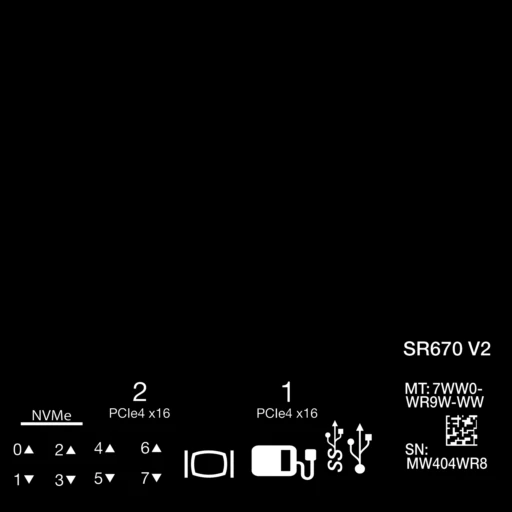 SR670 V2
2
PCIe4 x16
1
PCIe4 x16
MT: 7WW0-
WR9W-WW
NVMe
0▲ 2▲ 4▲ 6▲
1▼ 3▼ 5▼ 7▼
SS
SN:
MW404WR8